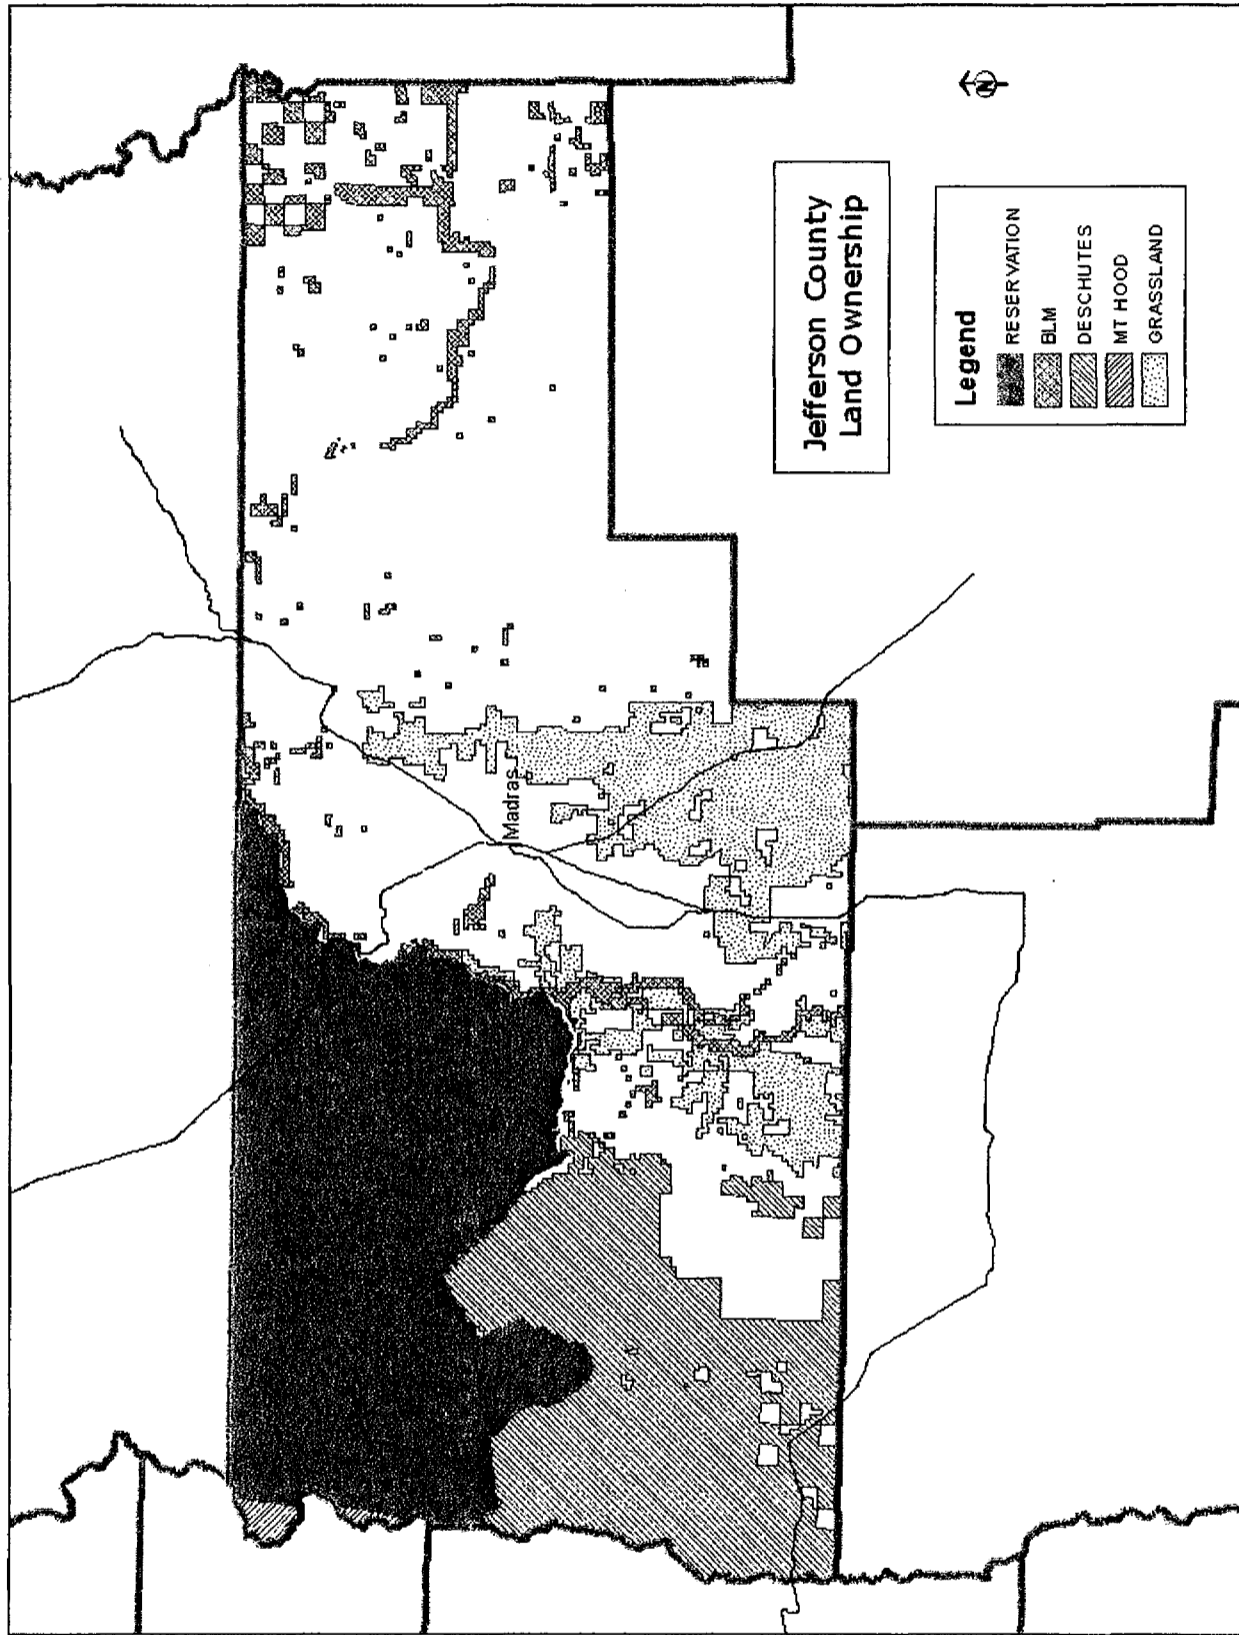 Madras
Jefferson County
Land Ownership
Legend
RESERVATION
BLM
DESCHUTES
MT HOOD
GRASSLAND
N